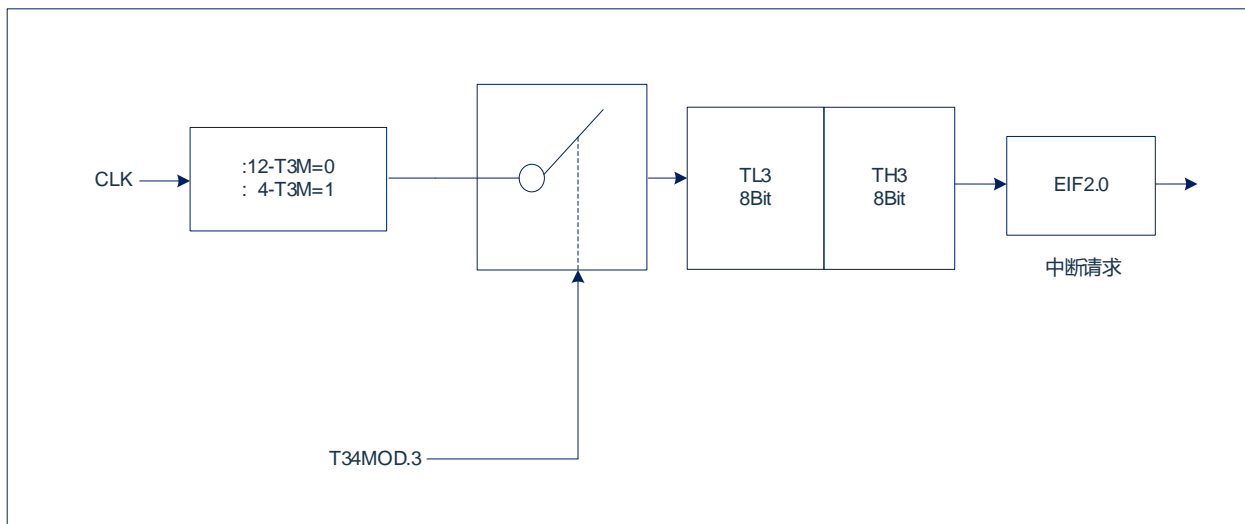 CLK
:12-T3M=0
: 4-T3M=1
TL3
8Bit
TH3
8Bit
EIF2.0
中断请求
T34MOD.3